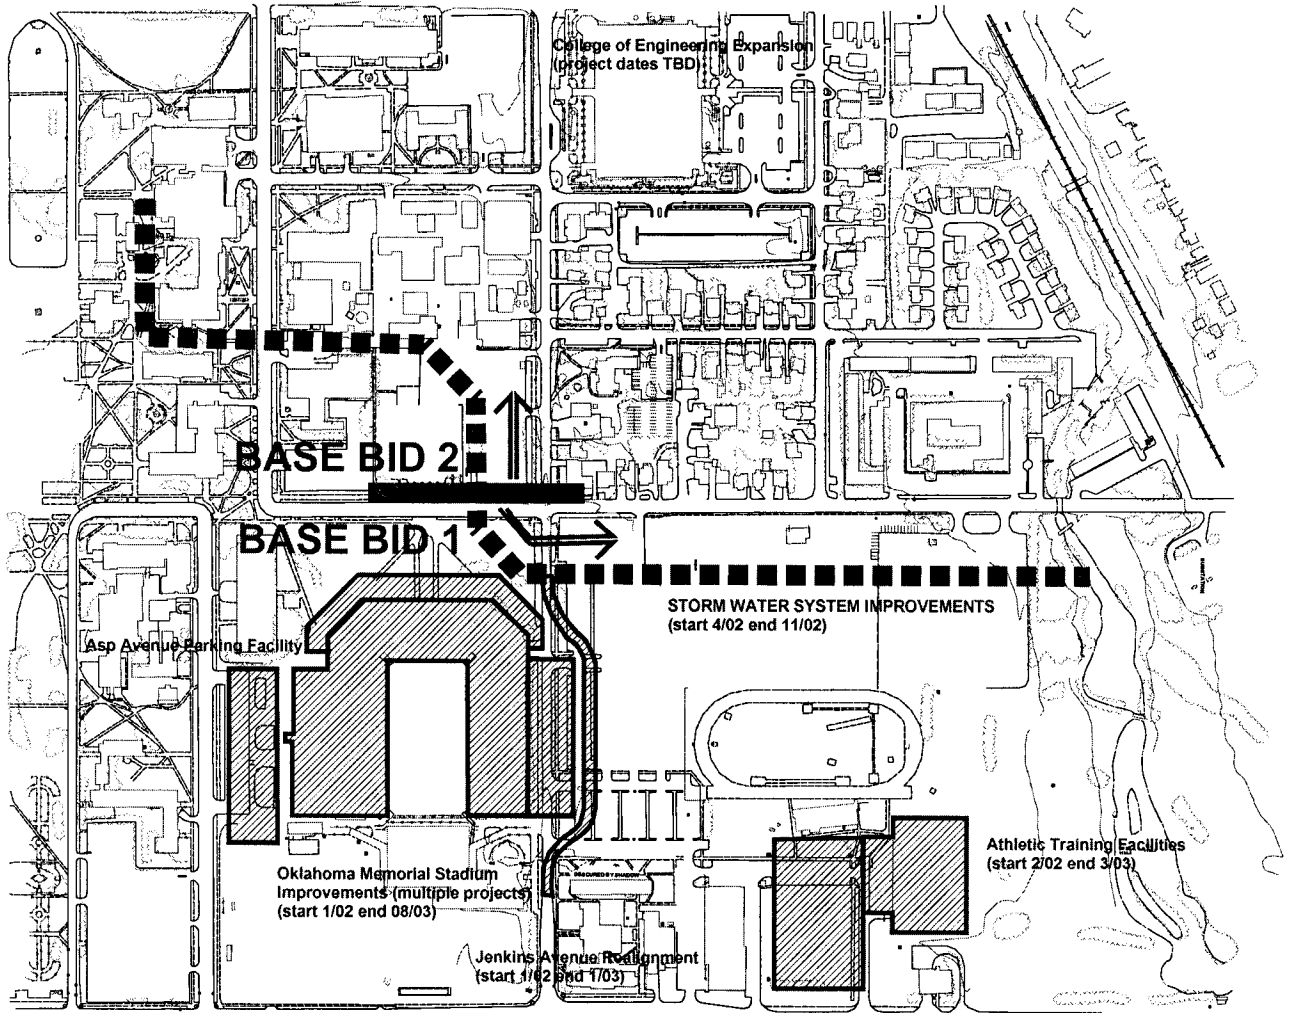 College of Engineering Expansion
(project dates TBD)
BASE BID 2
BASE BID 1
STORM WATER SYSTEM IMPROVEMENTS
(start 4/02 end 11/02)
Asp Avenue Parking Facility
Athletic Training Facilities
(start 2/02 end 3/03)
Oklahoma Memorial Stadium
Improvements (multiple projects)
(start 1/02 end 08/03)
OBSCURED BY SHADOW
Jenkins Avenue Realignment
(start 1/02 end 1/03)